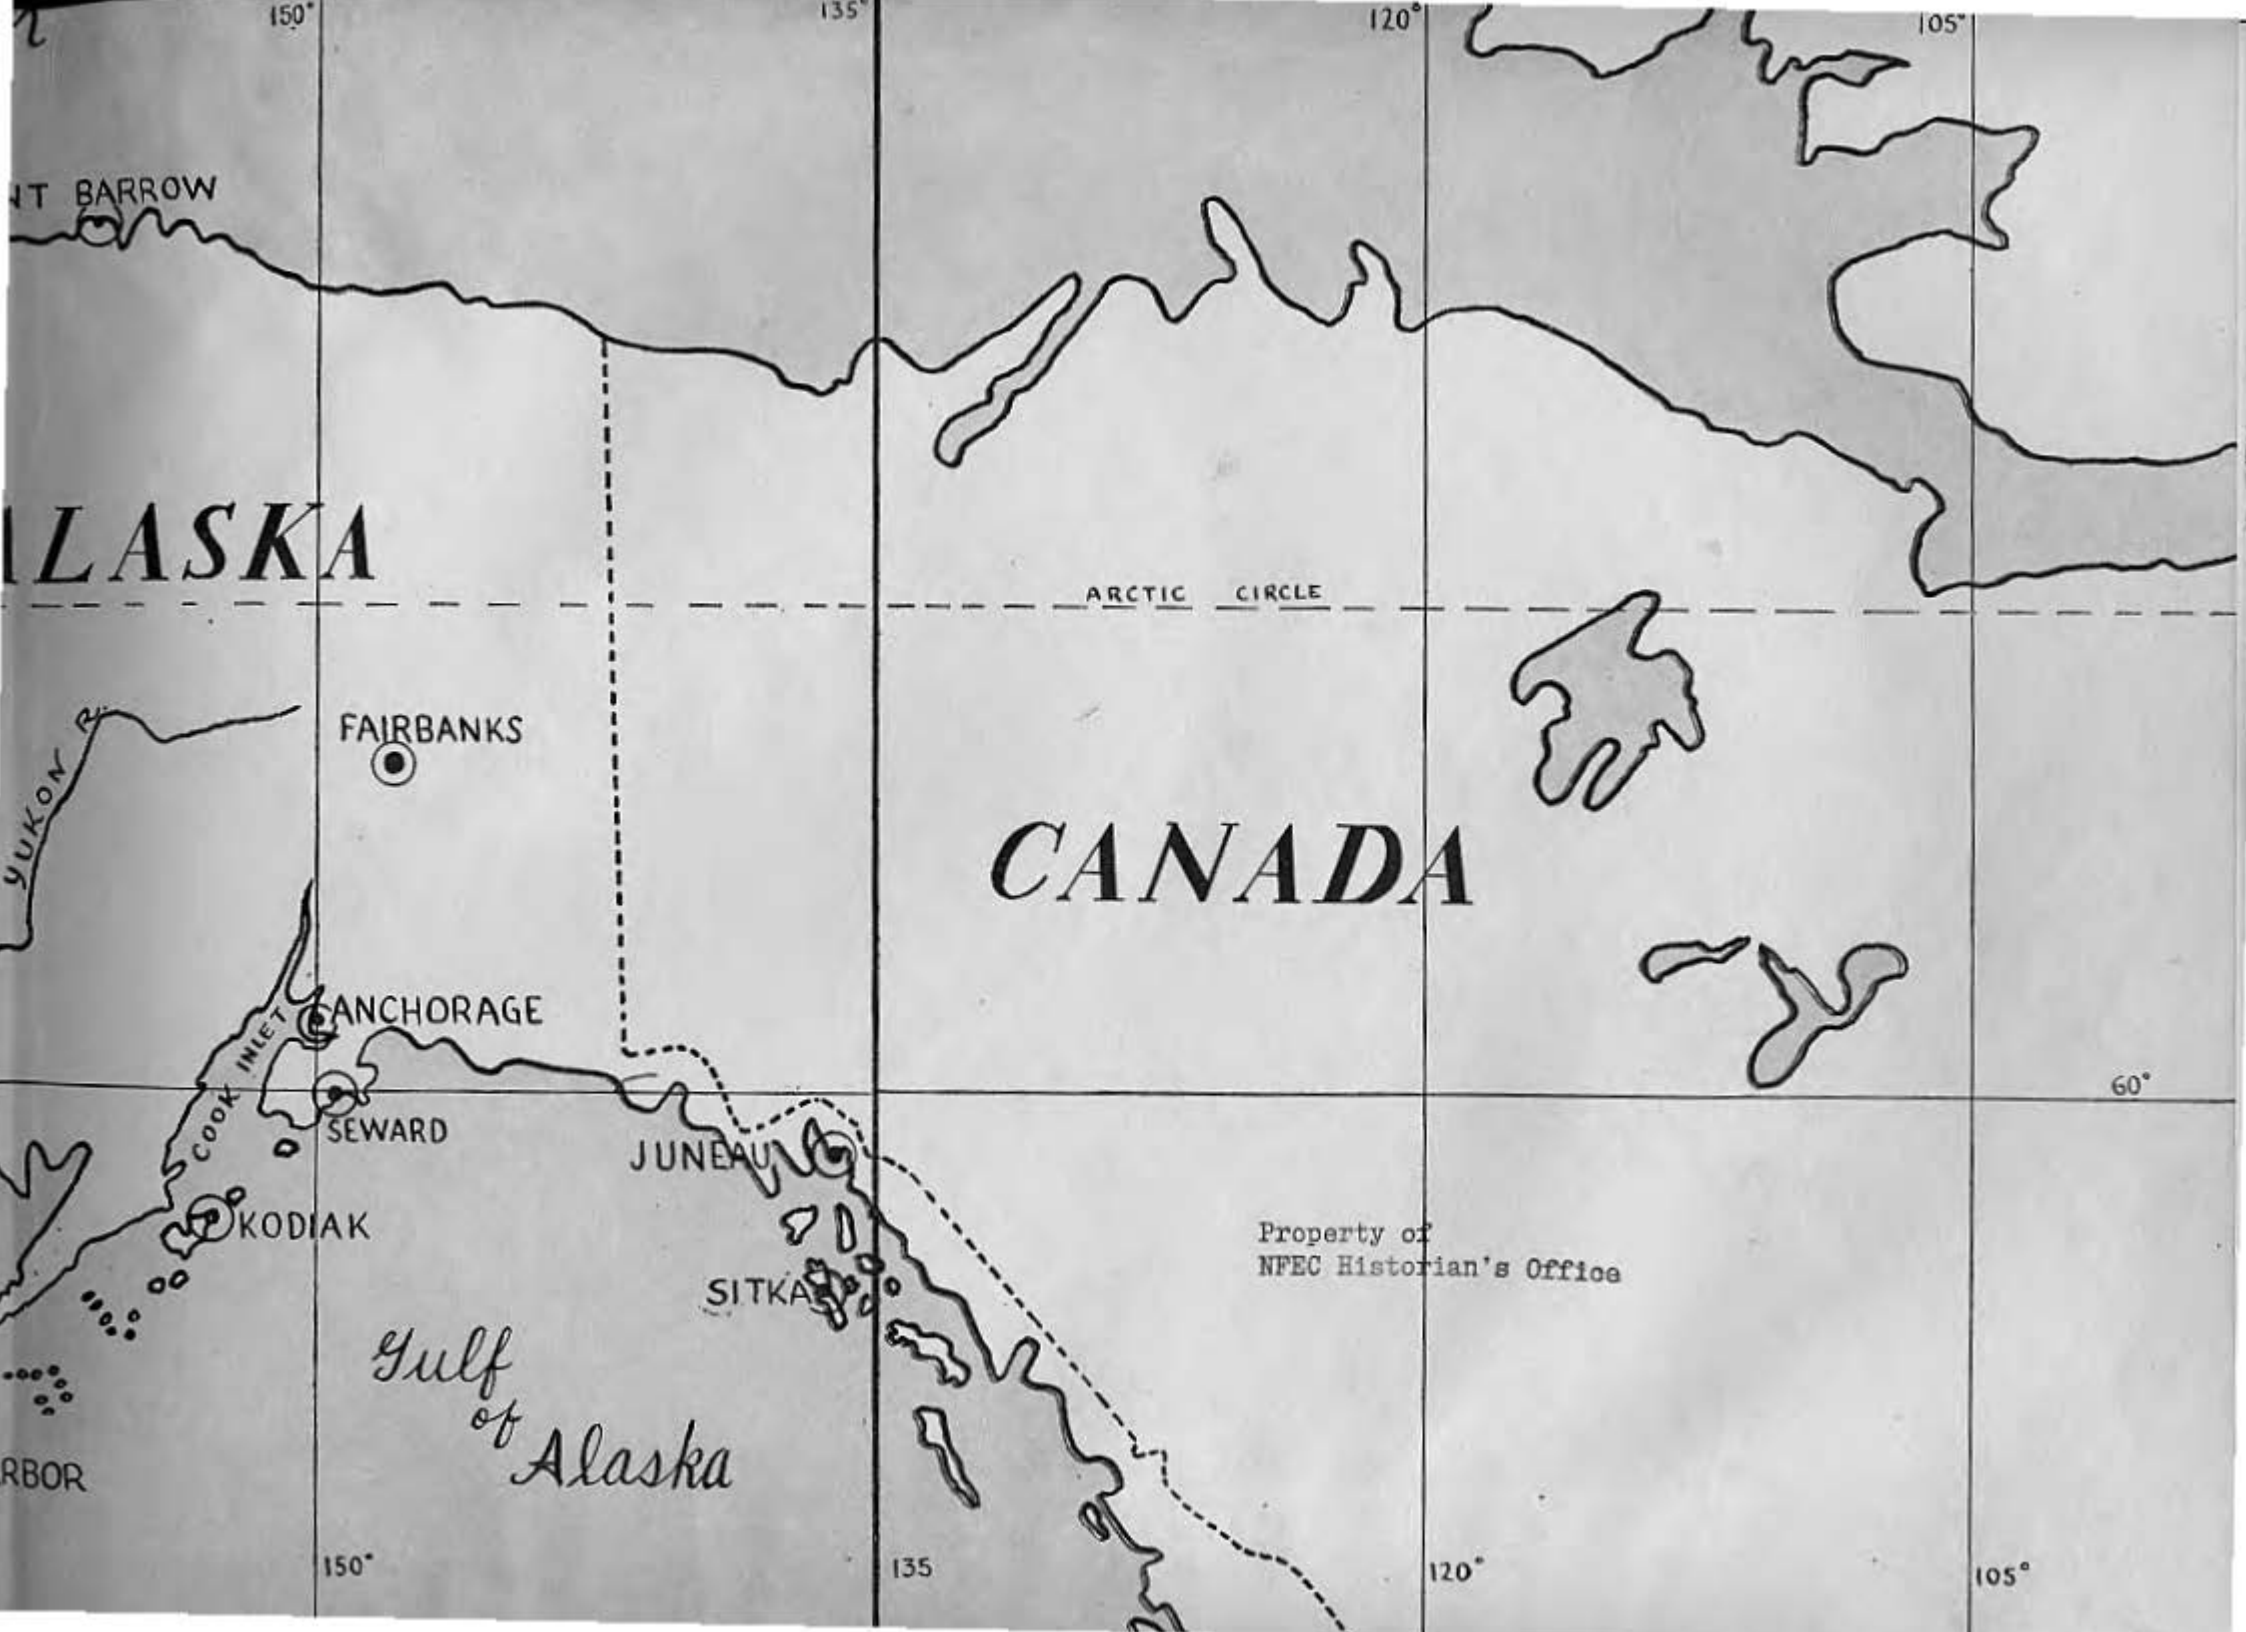 150°
135°
120°
105°
NT BARROW
ALASKA
ARCTIC CIRCLE
YUKON R.
FAIRBANKS
CANADA
ANCHORAGE
COOK INLET
60°
SEWARD
JUNEAU
KODIAK
Property of
NFEC Historian's Office
SITKA
Gulf
of
Alaska
RBOR
150°
135
120°
105°